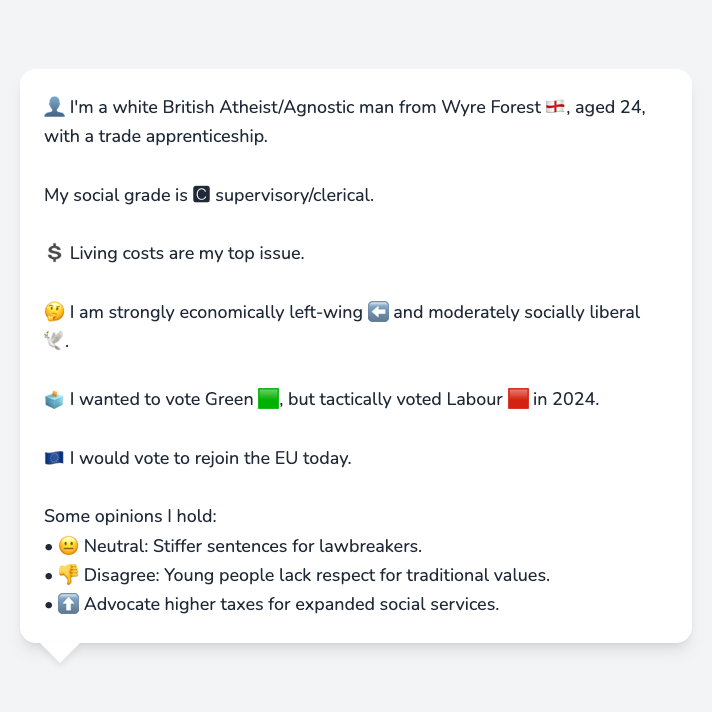 👤 I'm a white British Atheist/Agnostic man from Wyre Forest 🏴󠁧󠁢󠁥󠁮󠁧󠁿, aged 24,
with a trade apprenticeship.
My social grade is 🅲 supervisory/clerical.
💲 Living costs are my top issue.
🤔 I am strongly economically left-wing ⬅️ and moderately socially liberal
🕊️.
🗳️ I wanted to vote Green 🟩, but tactically voted Labour 🟥 in 2024.
🇪🇺 I would vote to rejoin the EU today.
Some opinions I hold:
• 😐 Neutral: Stiffer sentences for lawbreakers.
• 👎 Disagree: Young people lack respect for traditional values.
• ⬆️ Advocate higher taxes for expanded social services.